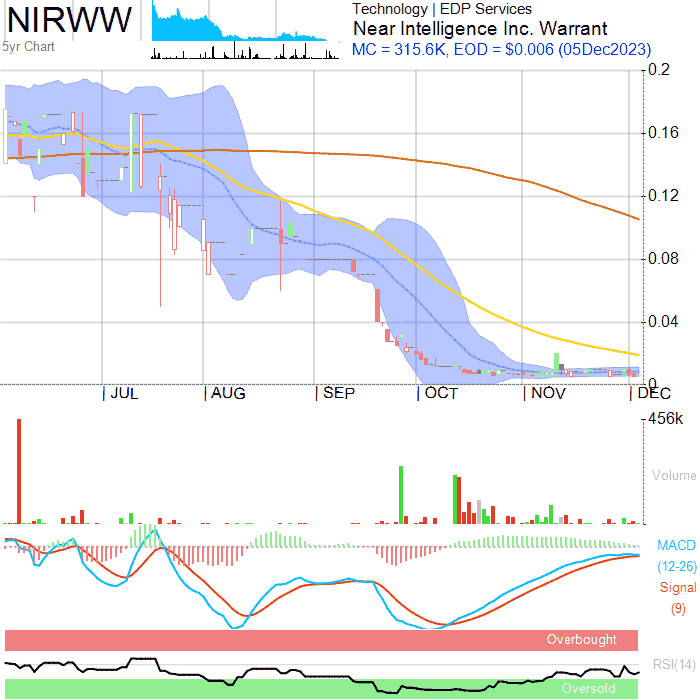 NIRWW
5yr Chart
Technology | EDP Services
Near Intelligence Inc. Warrant
MC = 315.6K, EOD = $0.006 (05Dec2023)
0.2
0.16
0.12
0.08
0.04
0
JUL AUG SEP OCT NOV DEC
456k
Volume
MACD
(12-26)
Signal
(9)
Overbought
RSI(14)
Oversold